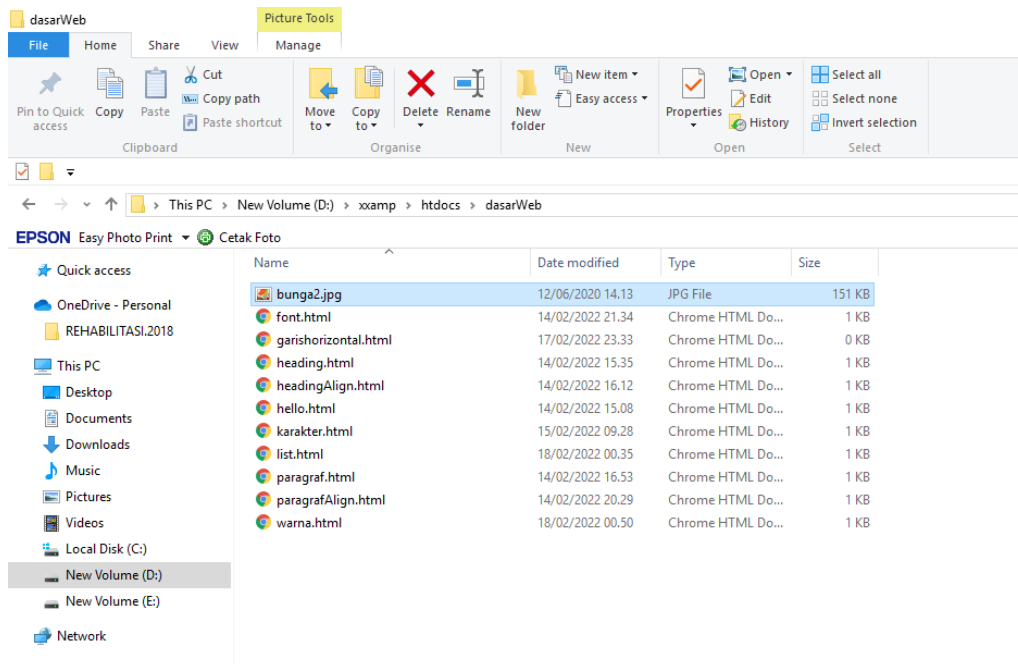 dasarWeb
Picture Tools
File Home Share View Manage
Pin to Quick access
Copy
Paste
Cut
Copy path
Paste shortcut
Move to
Copy to
Delete
Rename
New folder
New item
Easy access
Properties
Open
Edit
History
Select all
Select none
Invert selection
Clipboard Organise New Open Select
This PC > New Volume (D:) > xxamp > htdocs > dasarWeb
EPSON Easy Photo Print Cetak Foto
Quick access
OneDrive - Personal
REHABILITASI.2018
This PC
Desktop
Documents
Downloads
Music
Pictures
Videos
Local Disk (C:)
New Volume (D:)
New Volume (E:)
Network
Name Date modified Type Size
bunga2.jpg 12/06/2020 14.13 JPG File 151 KB
font.html 14/02/2022 21.34 Chrome HTML Do... 1 KB
garishorizontal.html 17/02/2022 23.33 Chrome HTML Do... 0 KB
heading.html 14/02/2022 15.35 Chrome HTML Do... 1 KB
headingAlign.html 14/02/2022 16.12 Chrome HTML Do... 1 KB
hello.html 14/02/2022 15.08 Chrome HTML Do... 1 KB
karakter.html 15/02/2022 09.28 Chrome HTML Do... 1 KB
list.html 18/02/2022 00.35 Chrome HTML Do... 1 KB
paragraf.html 14/02/2022 16.53 Chrome HTML Do... 1 KB
paragrafAlign.html 14/02/2022 20.29 Chrome HTML Do... 1 KB
warna.html 18/02/2022 00.50 Chrome HTML Do... 1 KB